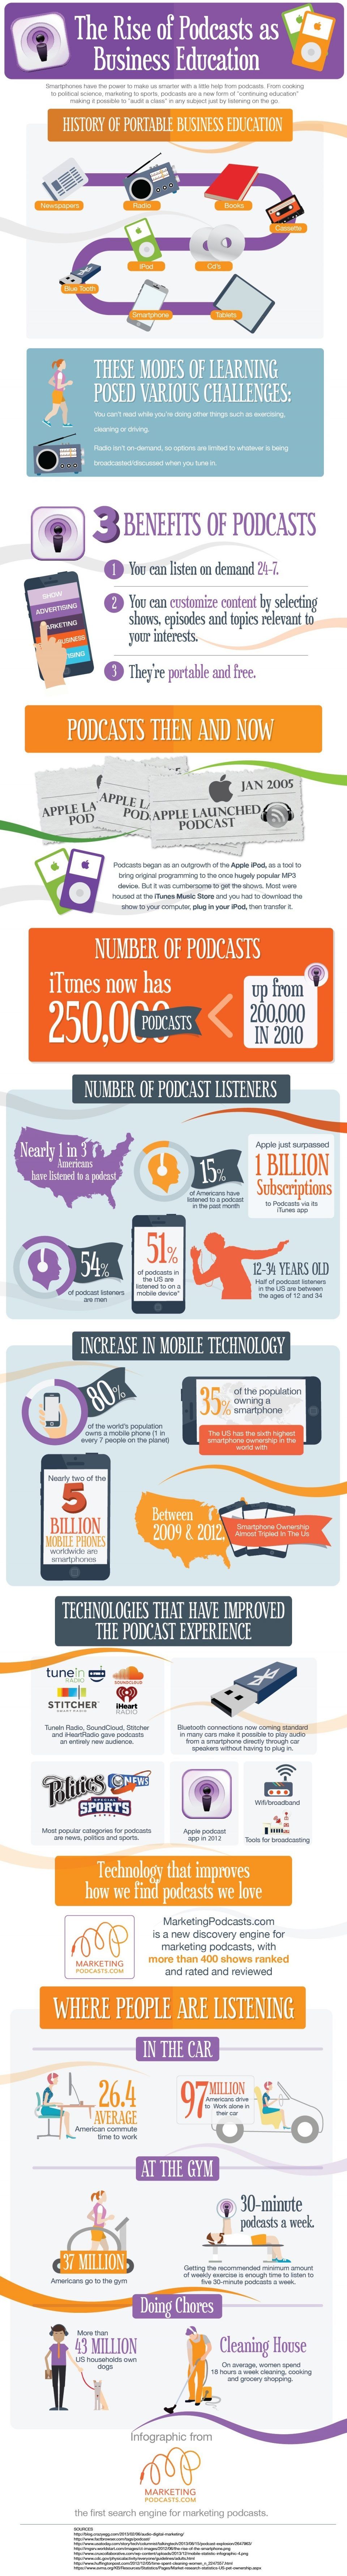 The Rise of Podcasts as
Business Education
Smartphones have the power to make us smarter with a little help from podcasts. From cooking
to political science, marketing to sports, podcasts are a new form of "continuing education"
making it possible to "audit a class" in any subject just by listening on the go.
HISTORY OF PORTABLE BUSINESS EDUCATION
Newspapers
Radio
Books
Cassette
iPod
Cd's
Blue Tooth
Smartphone
Tablets
THESE MODES OF LEARNING
POSED VARIOUS CHALLENGES:
You can't read while you're doing other things such as exercising,
cleaning or driving.
Radio isn't on-demand, so options are limited to whatever is being
broadcasted/discussed when you tune in.
3 BENEFITS OF PODCASTS
1 You can listen on demand 24-7.
SHOW
ADVERTISING
ARKETING
BUSINESS
ISING
2 You can customize content by selecting
shows, episodes and topics relevant to
your interests.
3 They're portable and free.
PODCASTS THEN AND NOW
JAN 2005
APPLE LA
POD
APPLE L
POD
APPLE LAUNCHED
PODCAST
Podcasts began as an outgrowth of the Apple iPod, as a tool to
bring original programming to the once hugely popular MP3
device. But it was cumbersome to get the shows. Most were
housed at the iTunes Music Store and you had to download the
show to your computer, plug in your iPod, then transfer it.
NUMBER OF PODCASTS
iTunes now has
250,000
PODCASTS
up from
200,000
IN 2010
NUMBER OF PODCAST LISTENERS
Nearly 1 in 3
Americans
have listened to a podcast
15%
of Americans have
listened to a podcast
in the past month
Apple just surpassed
1 BILLION
Subscriptions
to Podcasts via its
iTunes app
54%
of podcast listeners
are men
51%
of podcasts in
the US are
listened to on a
mobile device"
12-34 YEARS OLD
Half of podcast listeners
in the US are between
the ages of 12 and 34
INCREASE IN MOBILE TECHNOLOGY
80%
of the world's population
owns a mobile phone (1 in
every 7 people on the planet)
35%
of the population
owning a
smartphone
The US has the sixth highest
smartphone ownership in the
world with
Nearly two of the
5
BILLION
MOBILE PHONES
worldwide are
smartphones
Between
2009 & 2012,
Smartphone Ownership
Almost Tripled In The Us
TECHNOLOGIES THAT HAVE IMPROVED
THE PODCAST EXPERIENCE
tunein
RADIO
SOUNDCLOUD
STITCHER
SMART RADIO
iHeart
RADIO
TuneIn Radio, SoundCloud, Stitcher
and iHeartRadio gave podcasts
an entirely new audience.
Bluetooth connections now coming standard
in many cars make it possible to play audio
from a smartphone directly through car
speakers without having to plug in.
Politics
NEWS
SPECIAL
SPORTS
Most popular categories for podcasts
are news, politics and sports.
Apple podcast
app in 2012
Wifi/broadband
Tools for broadcasting
Technology that improves
how we find podcasts we love
MARKETING
PODCASTS.COM
MarketingPodcasts.com
is a new discovery engine for
marketing podcasts, with
more than 400 shows ranked
and rated and reviewed
WHERE PEOPLE ARE LISTENING
IN THE CAR
26.4
AVERAGE
American commute
time to work
97 MILLION
Americans drive
to Work alone in
their car
AT THE GYM
37 MILLION
Americans go to the gym
30-minute
podcasts a week.
Getting the recommended minimum amount
of weekly exercise is enough time to listen to
five 30-minute podcasts a week.
Doing Chores
More than
43 MILLION
US households own
dogs
Cleaning House
On average, women spend
18 hours a week cleaning, cooking
and grocery shopping.
Infographic from
MARKETING
PODCASTS.COM
the first search engine for marketing podcasts.
SOURCES